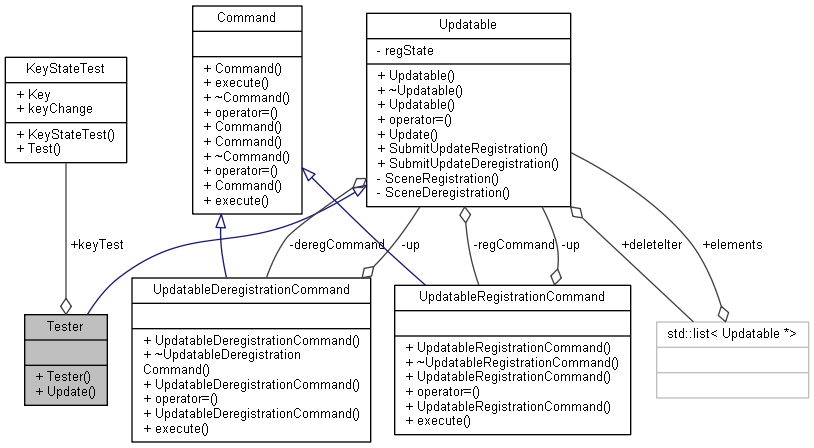 Command
+ Command()
+ execute()
+ ~Command()
+ operator=()
+ Command()
+ Command()
+ ~Command()
+ operator=()
+ Command()
+ execute()
Updatable
- regState
+ Updatable()
+ ~Updatable()
+ Updatable()
+ operator=()
+ Update()
+ SubmitUpdateRegistration()
+ SubmitUpdateDeregistration()
- SceneRegistration()
- SceneDeregistration()
KeyStateTest
+ Key
+ keyChange
+ KeyStateTest()
+ Test()
+keyTest
-deregCommand
-up
-regCommand
-up
+deleteIter
+elements
Tester
+ Tester()
+ Update()
UpdatableDeregistrationCommand
+ UpdatableDeregistrationCommand()
+ ~UpdatableDeregistration
Command()
+ UpdatableDeregistrationCommand()
+ operator=()
+ UpdatableDeregistrationCommand()
+ execute()
UpdatableRegistrationCommand
+ UpdatableRegistrationCommand()
+ ~UpdatableRegistrationCommand()
+ UpdatableRegistrationCommand()
+ operator=()
+ UpdatableRegistrationCommand()
+ execute()
std::list< Updatable *>